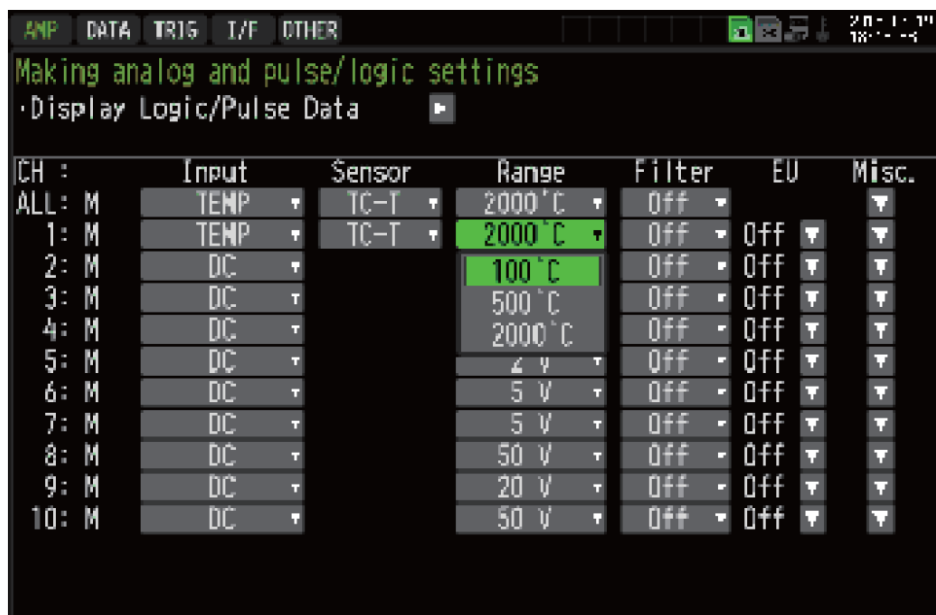 AMP DATA TRIG I/F OTHER
Making analog and pulse/logic settings
·Display Logic/Pulse Data
CH : Input Sensor Range Filter EU Misc.
ALL: M TEMP TC-T 2000°C Off
1: M TEMP TC-T 2000°C Off Off
2: M DC 100°C Off Off
3: M DC 500°C Off Off
4: M DC 2000°C Off Off
5: M DC 2 V Off Off
6: M DC 5 V Off Off
7: M DC 5 V Off Off
8: M DC 50 V Off Off
9: M DC 20 V Off Off
10: M DC 50 V Off Off